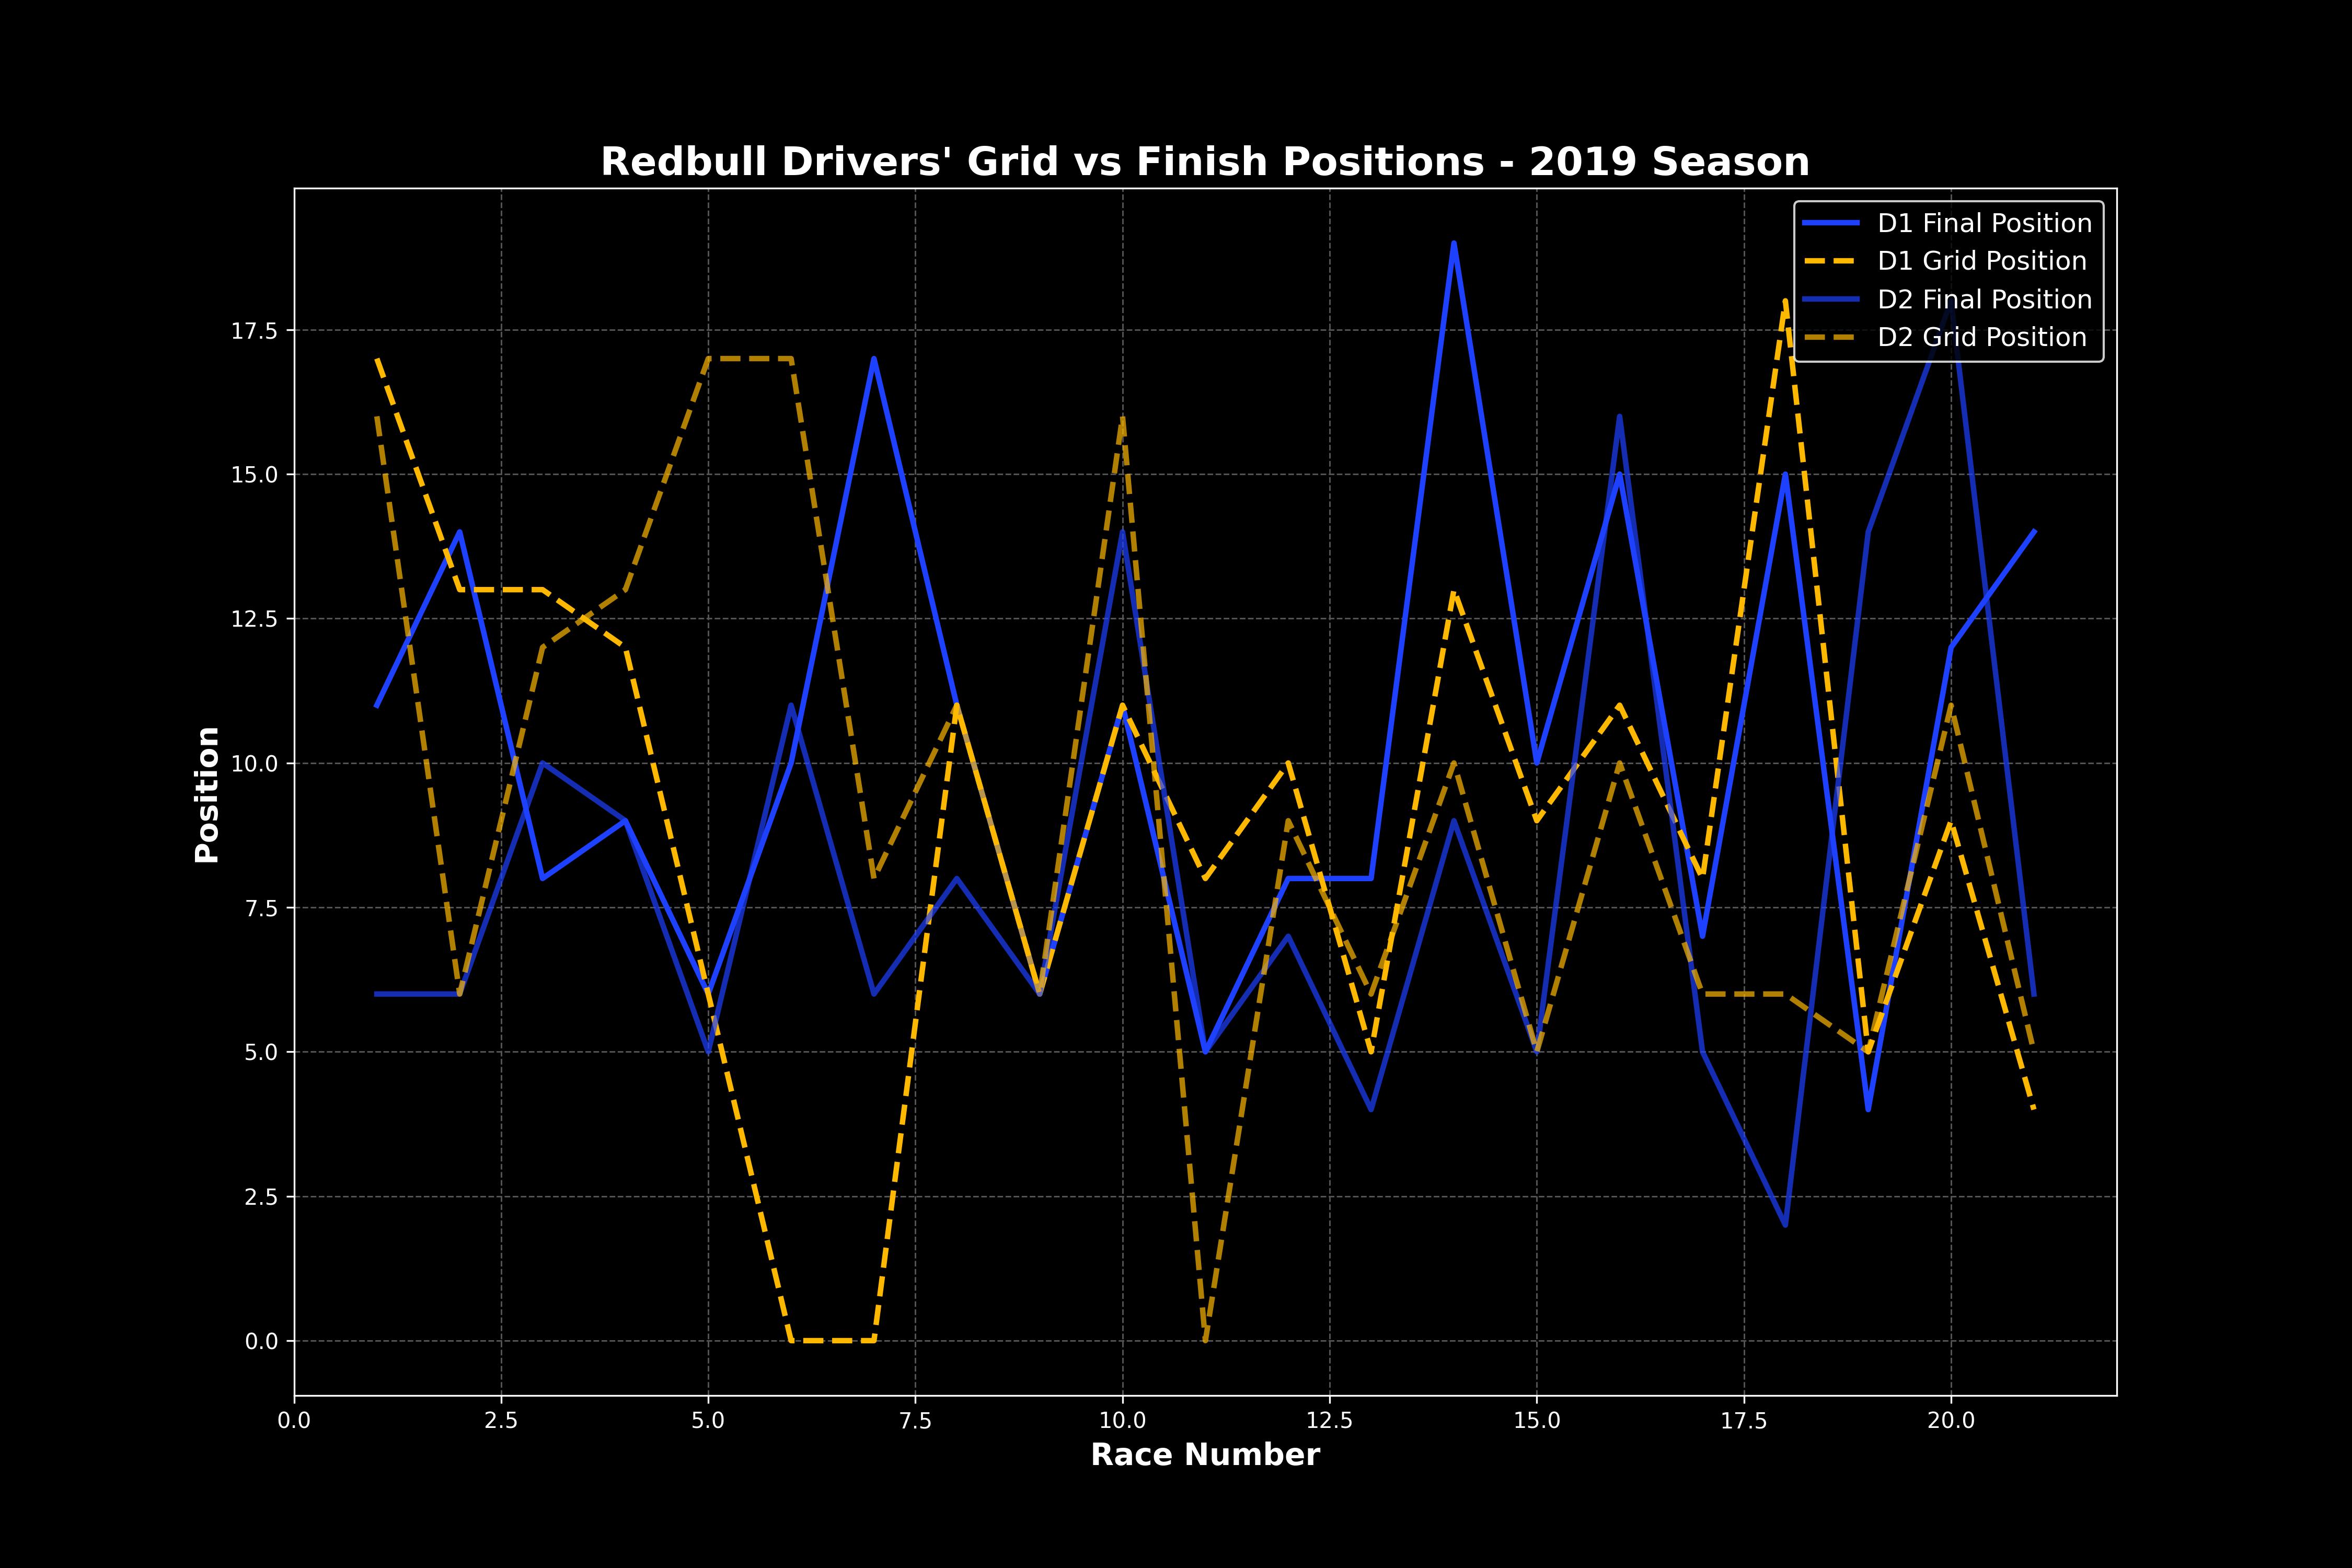 Redbull Drivers' Grid vs Finish Positions - 2019 Season
D1 Final Position
D1 Grid Position
D2 Final Position
D2 Grid Position
17.5
15.0
12.5
10.0
7.5
5.0
2.5
0.0
Position
0.0 2.5 5.0 7.5 10.0 12.5 15.0 17.5 20.0
Race Number